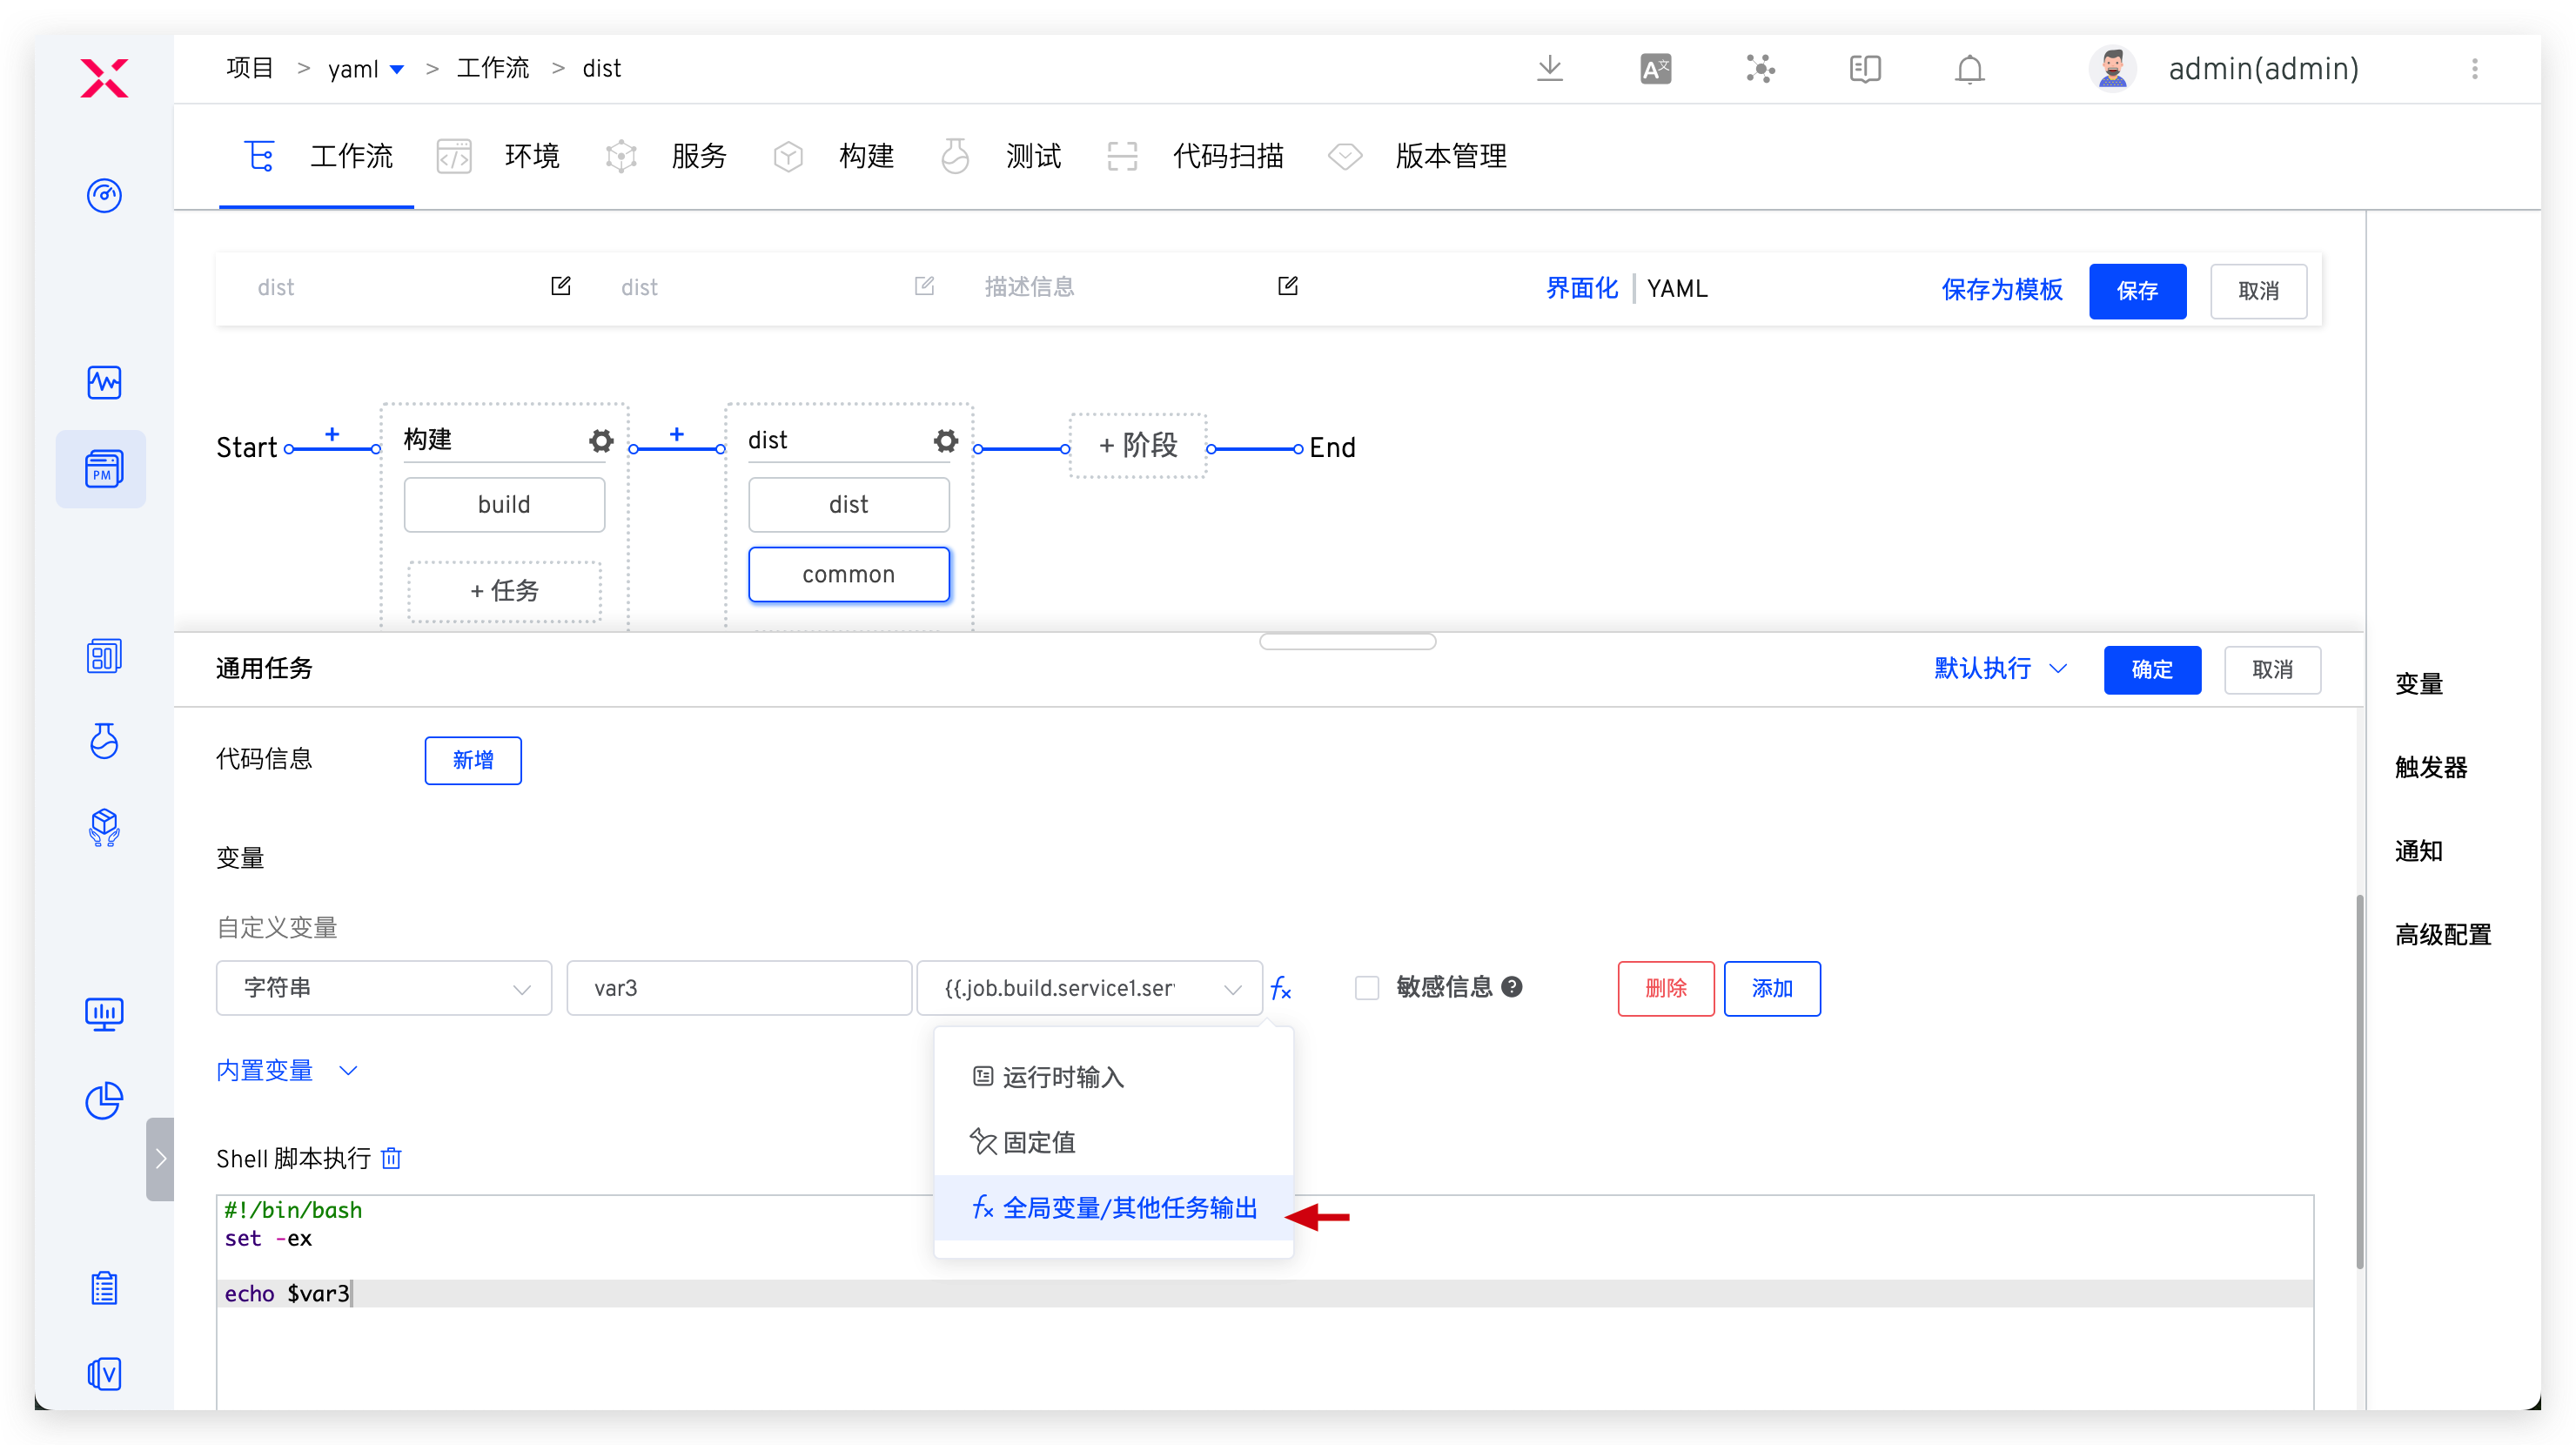 项目 > yaml > 工作流 > dist
admin(admin)
工作流 环境 服务 构建 测试 代码扫描 版本管理
dist dist 描述信息 界面化 YAML 保存为模板 保存 取消
PM
Start + 构建 + dist + 阶段 End
build dist
common
+ 任务
通用任务 默认执行 确定 取消
变量
触发器
通知
高级配置
代码信息 新增
变量
自定义变量
字符串 var3 {{.job.build.service1.ser fx 敏感信息 ? 删除 添加
内置变量
运行时输入
固定值
fx 全局变量/其他任务输出
Shell 脚本执行
#!/bin/bash
set -ex
echo $var3